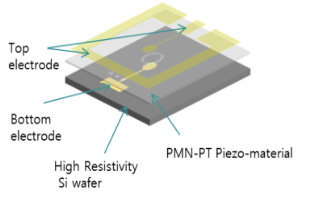 Top
electrode
Bottom
electrode
PMN-PT Piezo-material
High Resistivity
Si wafer